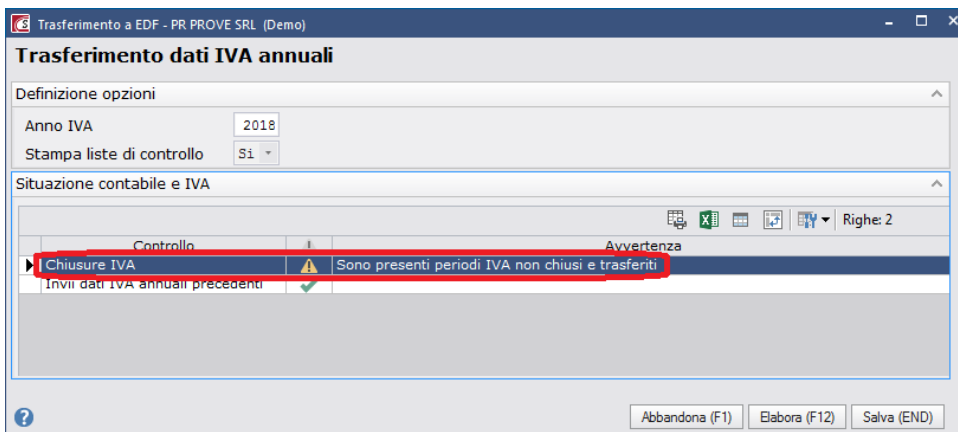 Trasferimento a EDF - PR PROVE SRL (Demo)
Trasferimento dati IVA annuali
Definizione opzioni
Anno IVA 2018
Stampa liste di controllo Si
Situazione contabile e IVA
Righe: 2
Controllo Avvertenza
Chiusure IVA Sono presenti periodi IVA non chiusi e trasferiti
Invii dati IVA annuali precedenti
Abbandona (F1) Elabora (F12) Salva (END)